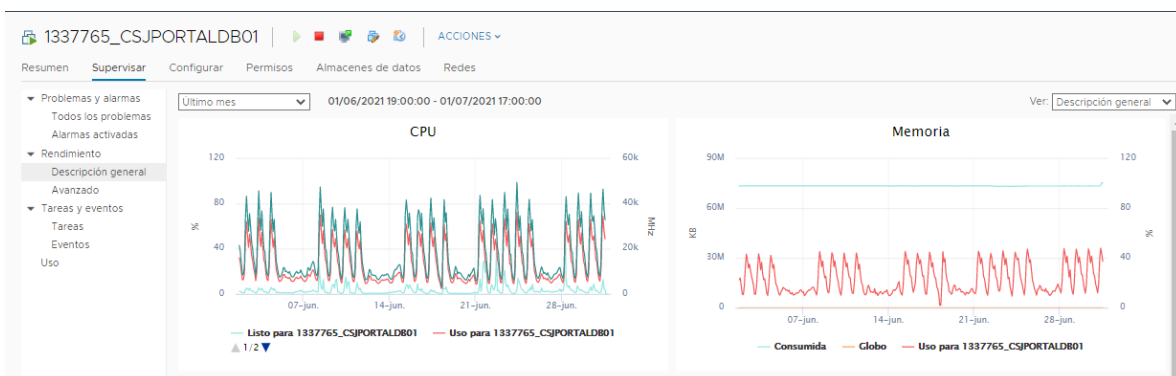 1337765_CSJPORTALDB01 ACCIONES
Resumen Supervisar Configurar Permisos Almacenes de datos Redes
Problemas y alarmas
Todos los problemas
Alarmas activadas
Rendimiento
Descripción general
Avanzado
Tareas y eventos
Tareas
Eventos
Uso
Último mes 01/06/2021 19:00:00 - 01/07/2021 17:00:00 Ver: Descripción general
CPU
120 60k
80 40k
40 20k
0 0
% MHz
07-jun. 14-jun. 21-jun. 28-jun.
Listo para 1337765_CSJPORTALDB01 Uso para 1337765_CSJPORTALDB01
1/2
Memoria
90M 120
60M 80
30M 40
0 0
KB %
07-jun. 14-jun. 21-jun. 28-jun.
Consumida Globo Uso para 1337765_CSJPORTALDB01